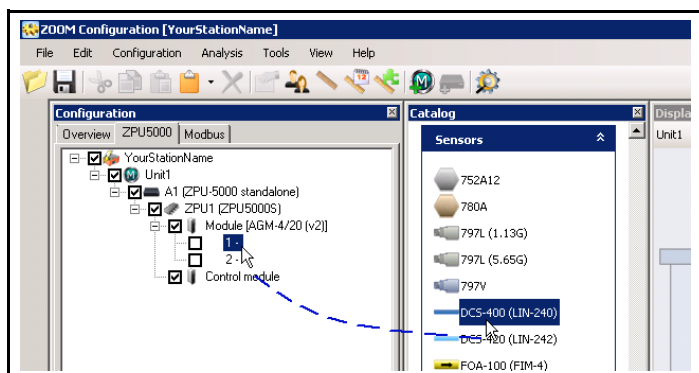 ZOOM Configuration [YourStationName]
File Edit Configuration Analysis Tools View Help
12
Configuration
Overview ZPU5000 Modbus
YourStationName
Unit1
A1 (ZPU-5000 standalone)
ZPU1 (ZPU5000S)
Module [AGM-4/20 (v2)]
1 -
2 -
Control module
Catalog
Sensors
752A12
780A
797L (1.13G)
797L (5.65G)
797V
DCS-400 (LIN-240)
DCS-420 (LIN-242)
FOA-100 (FIM-4)
Displa
Unit1